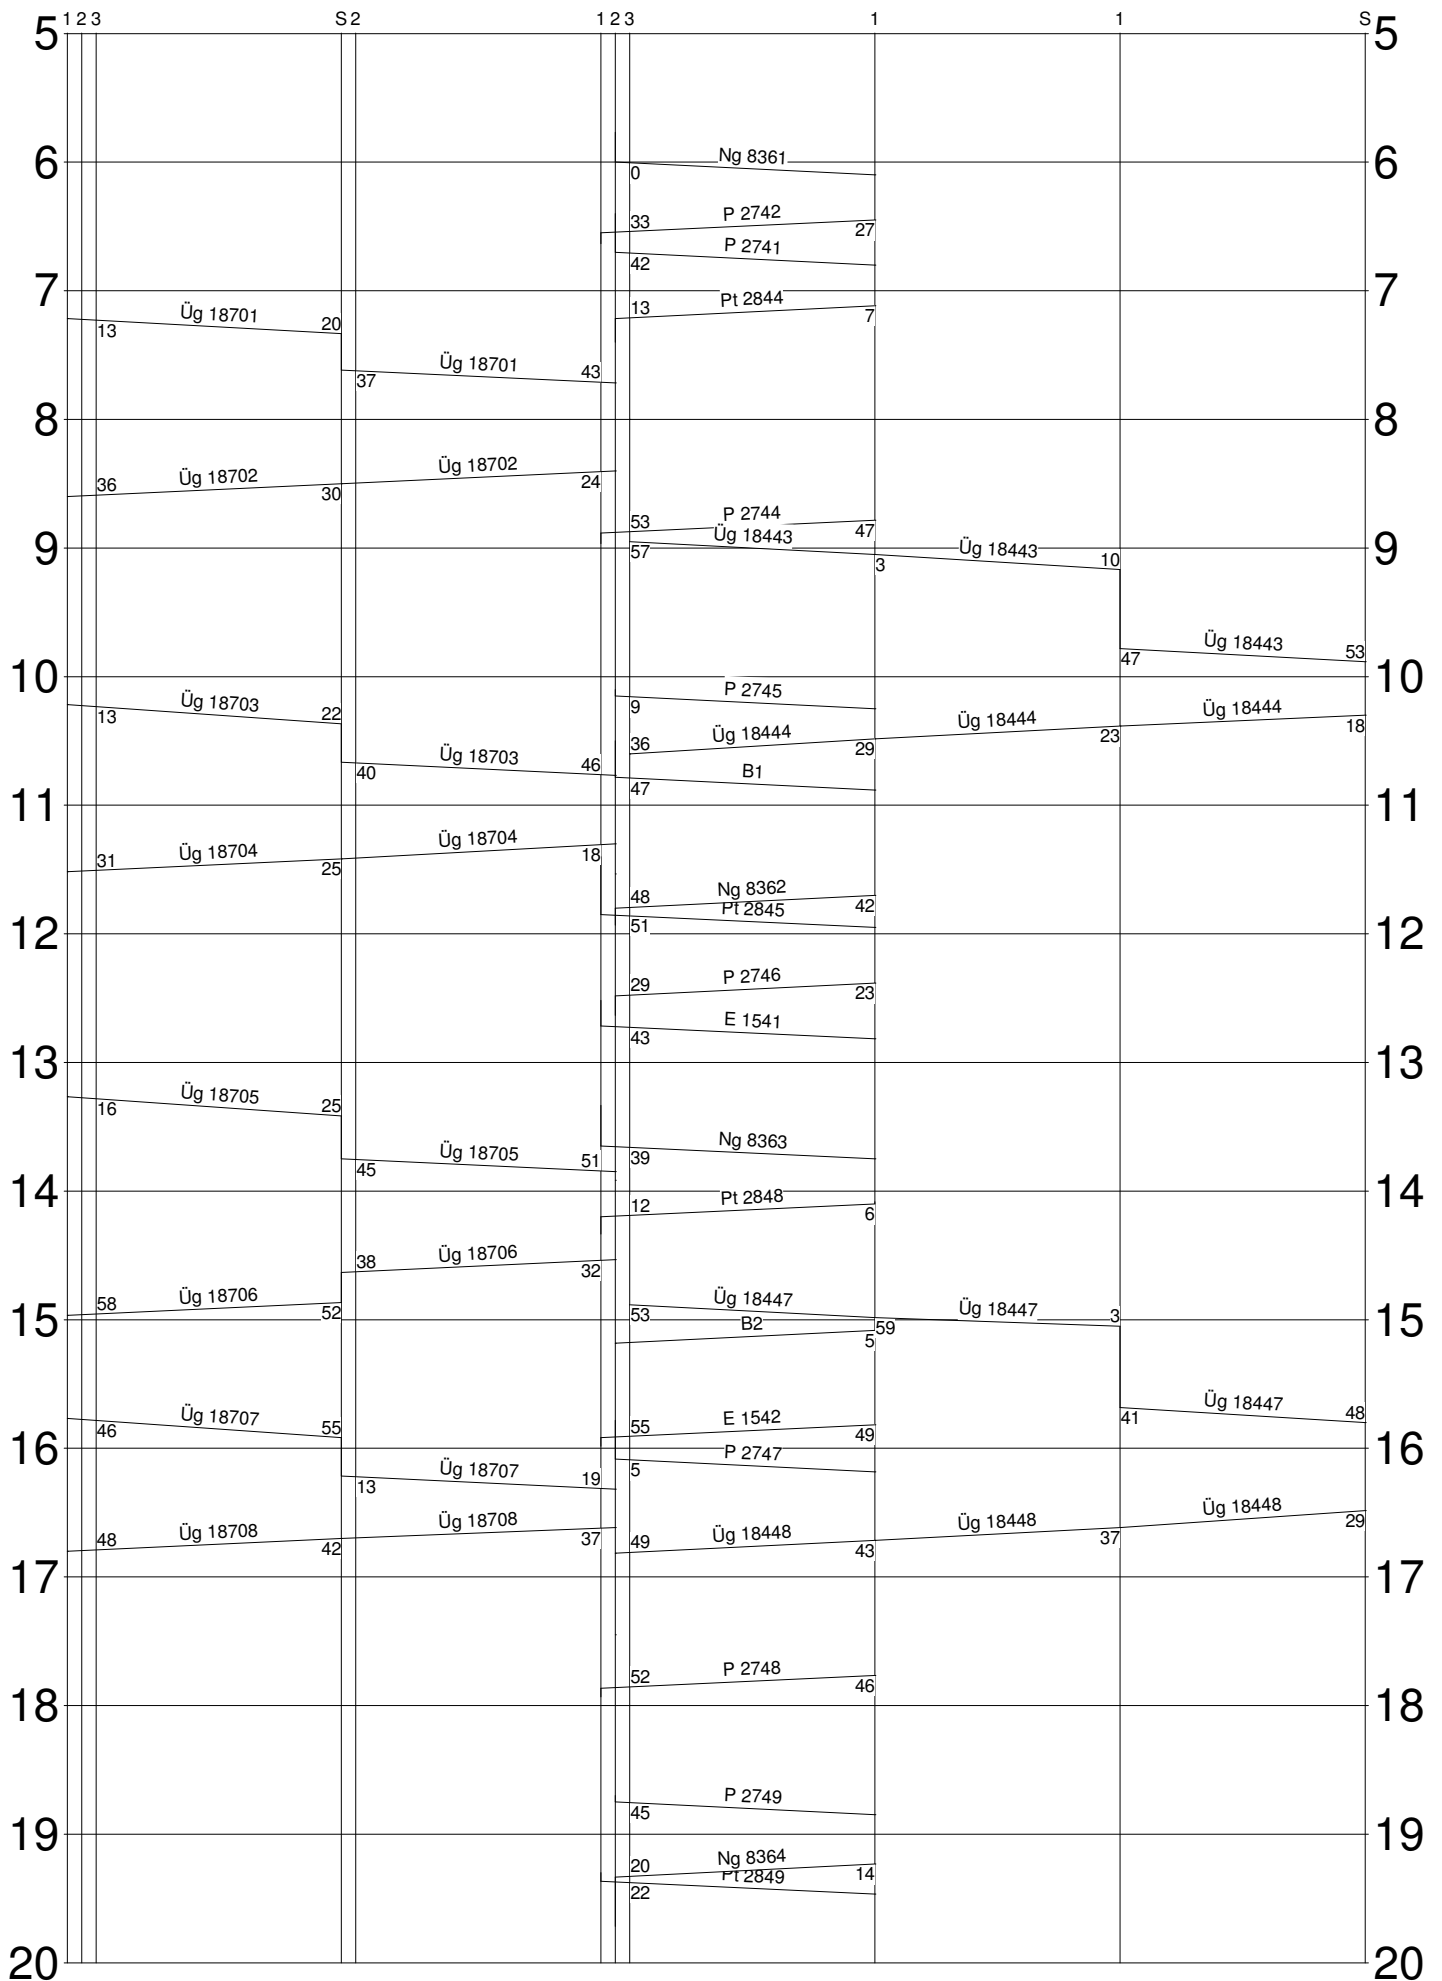 1 2 3 S 2 1 2 3 1 1 S
5 5
6 Ng 8361 6
0
33 P 2742 27
P 2741
42
7 Pt 2844 7
13 7
Üg 18701 20
13
Üg 18701 43
37
8 8
36 Üg 18702 30
Üg 18702 24
53 P 2744 47
Üg 18443
57 3
9 Üg 18443 10 9
Üg 18443 53
47
10 10
P 2745
9
Üg 18703 22
13
Üg 18444 18
Üg 18444 23
36 Üg 18444 29
Üg 18703 46
40
B1
47
11 11
Üg 18704 18
31 Üg 18704 25
48 Ng 8362 42
Pt 2845
51
12 12
29 P 2746 23
E 1541
43
13 13
Üg 18705 25
16
Ng 8363
39
Üg 18705 51
45
14 14
12 Pt 2848 6
38 Üg 18706 32
58 Üg 18706 52
Üg 18447
53 59
Üg 18447 3
15 B2 5 15
Üg 18447 48
41
Üg 18707 55
46
55 E 1542 49
16 16
P 2747
5
Üg 18707 19
13
Üg 18448 29
Üg 18708 37
Üg 18448 37
48 Üg 18708 42
49 Üg 18448 43
17 17
52 P 2748 46
18 18
P 2749
45
19 19
20 Ng 8364 14
Pt 2849
22
20 20